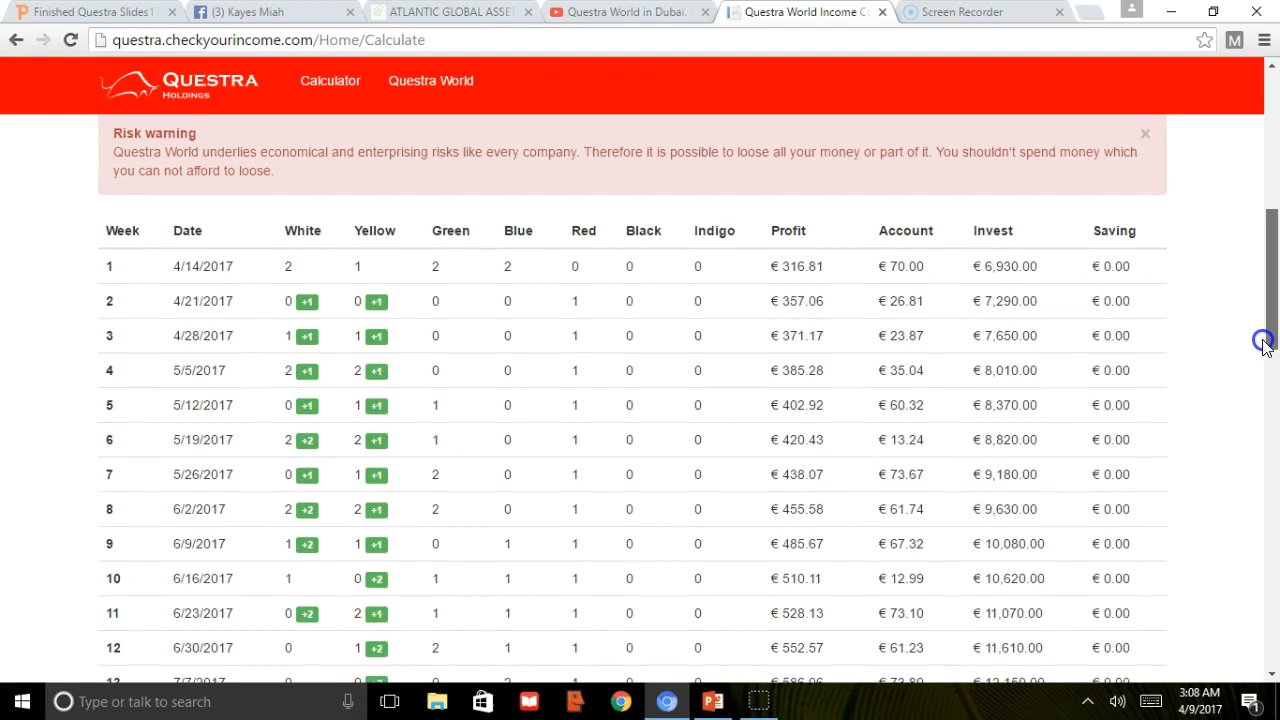 Finished Questra Slides17 × (3) Kayes Miah × ATLANTIC GLOBAL ASSET × Questra World in Dubai. × Questra World Income Ca × Screen Recorder ×
questra.checkyourincome.com/Home/Calculate M
QUESTRA HOLDINGS Calculator Questra World
Risk warning ×
Questra World underlies economical and enterprising risks like every company. Therefore it is possible to loose all your money or part of it. You shouldn't spend money which
you can not afford to loose.
Week Date White Yellow Green Blue Red Black Indigo Profit Account Invest Saving
1 4/14/2017 2 1 2 2 0 0 0 € 316.81 € 70.00 € 6,930.00 € 0.00
2 4/21/2017 0 +1 0 +1 0 0 1 0 0 € 357.06 € 26.81 € 7,290.00 € 0.00
3 4/28/2017 1 +1 1 +1 0 0 1 0 0 € 371.17 € 23.87 € 7,650.00 € 0.00
4 5/5/2017 2 +1 2 +1 0 0 1 0 0 € 385.28 € 35.04 € 8,010.00 € 0.00
5 5/12/2017 0 +1 1 +1 1 0 1 0 0 € 402.92 € 60.32 € 8,370.00 € 0.00
6 5/19/2017 2 +2 2 +1 1 0 1 0 0 € 420.43 € 13.24 € 8,820.00 € 0.00
7 5/26/2017 0 +1 1 +1 2 0 1 0 0 € 438.07 € 73.67 € 9,180.00 € 0.00
8 6/2/2017 2 +2 2 +1 2 0 1 0 0 € 455.58 € 61.74 € 9,630.00 € 0.00
9 6/9/2017 1 +2 1 +1 0 1 1 0 0 € 485.67 € 67.32 € 10,080.00 € 0.00
10 6/16/2017 1 0 +2 1 1 1 0 0 € 510.11 € 12.99 € 10,620.00 € 0.00
11 6/23/2017 0 +2 2 +1 1 1 1 0 0 € 528.13 € 73.10 € 11,070.00 € 0.00
12 6/30/2017 0 1 +2 2 1 1 0 0 € 552.57 € 61.23 € 11,610.00 € 0.00
Type or talk to search 3:08 AM
4/9/2017